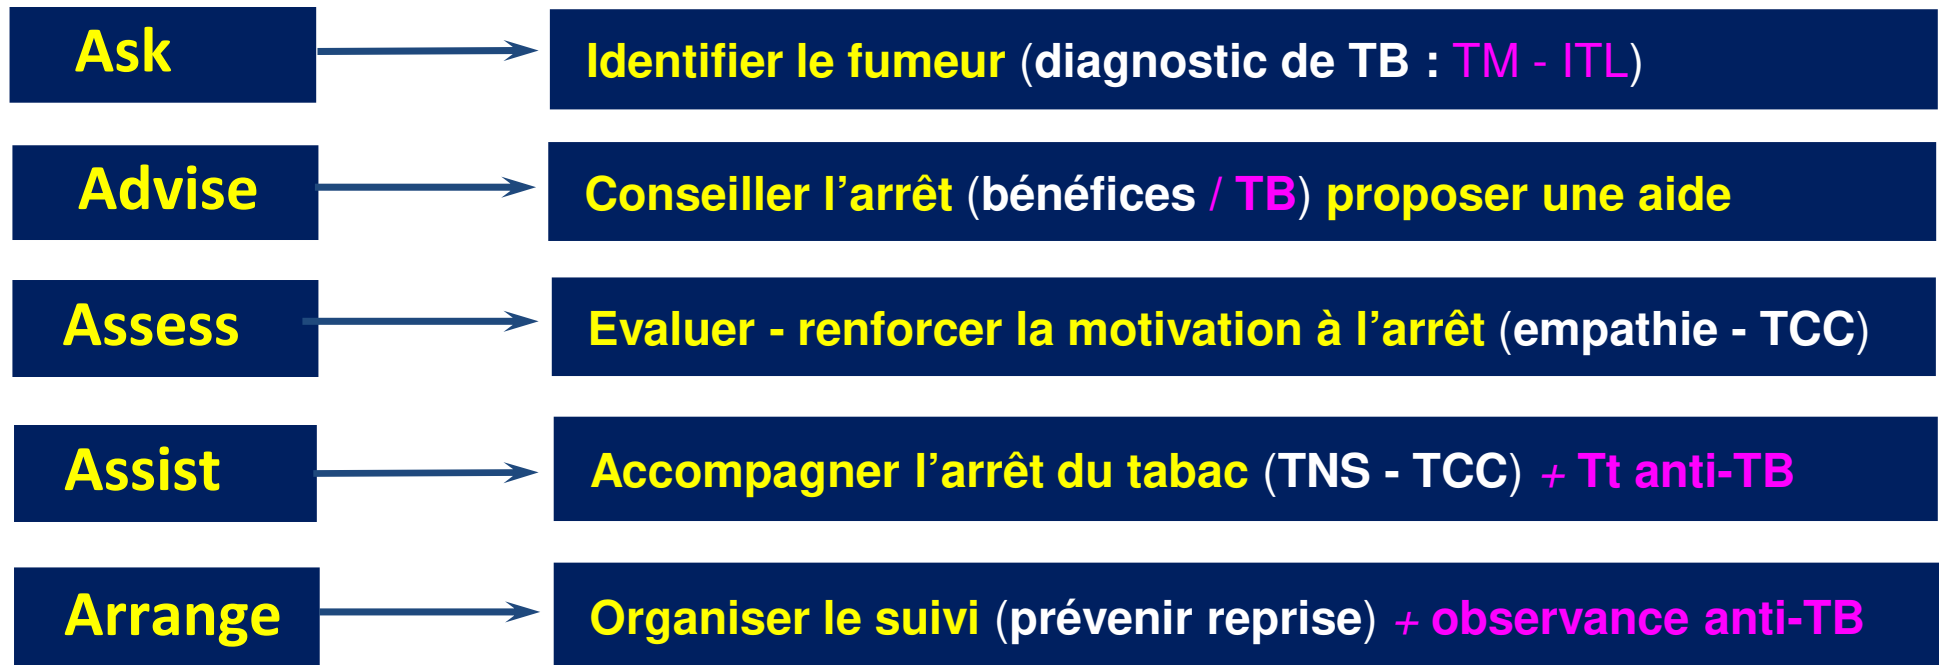 Ask
Identifier le fumeur (diagnostic de TB : TM - ITL)
Advise
Conseiller l’arrêt (bénéfices / TB) proposer une aide
Assess
Evaluer - renforcer la motivation à l’arrêt (empathie - TCC)
Assist
Accompagner l’arrêt du tabac (TNS - TCC) + Tt anti-TB
Arrange
Organiser le suivi (prévenir reprise) + observance anti-TB